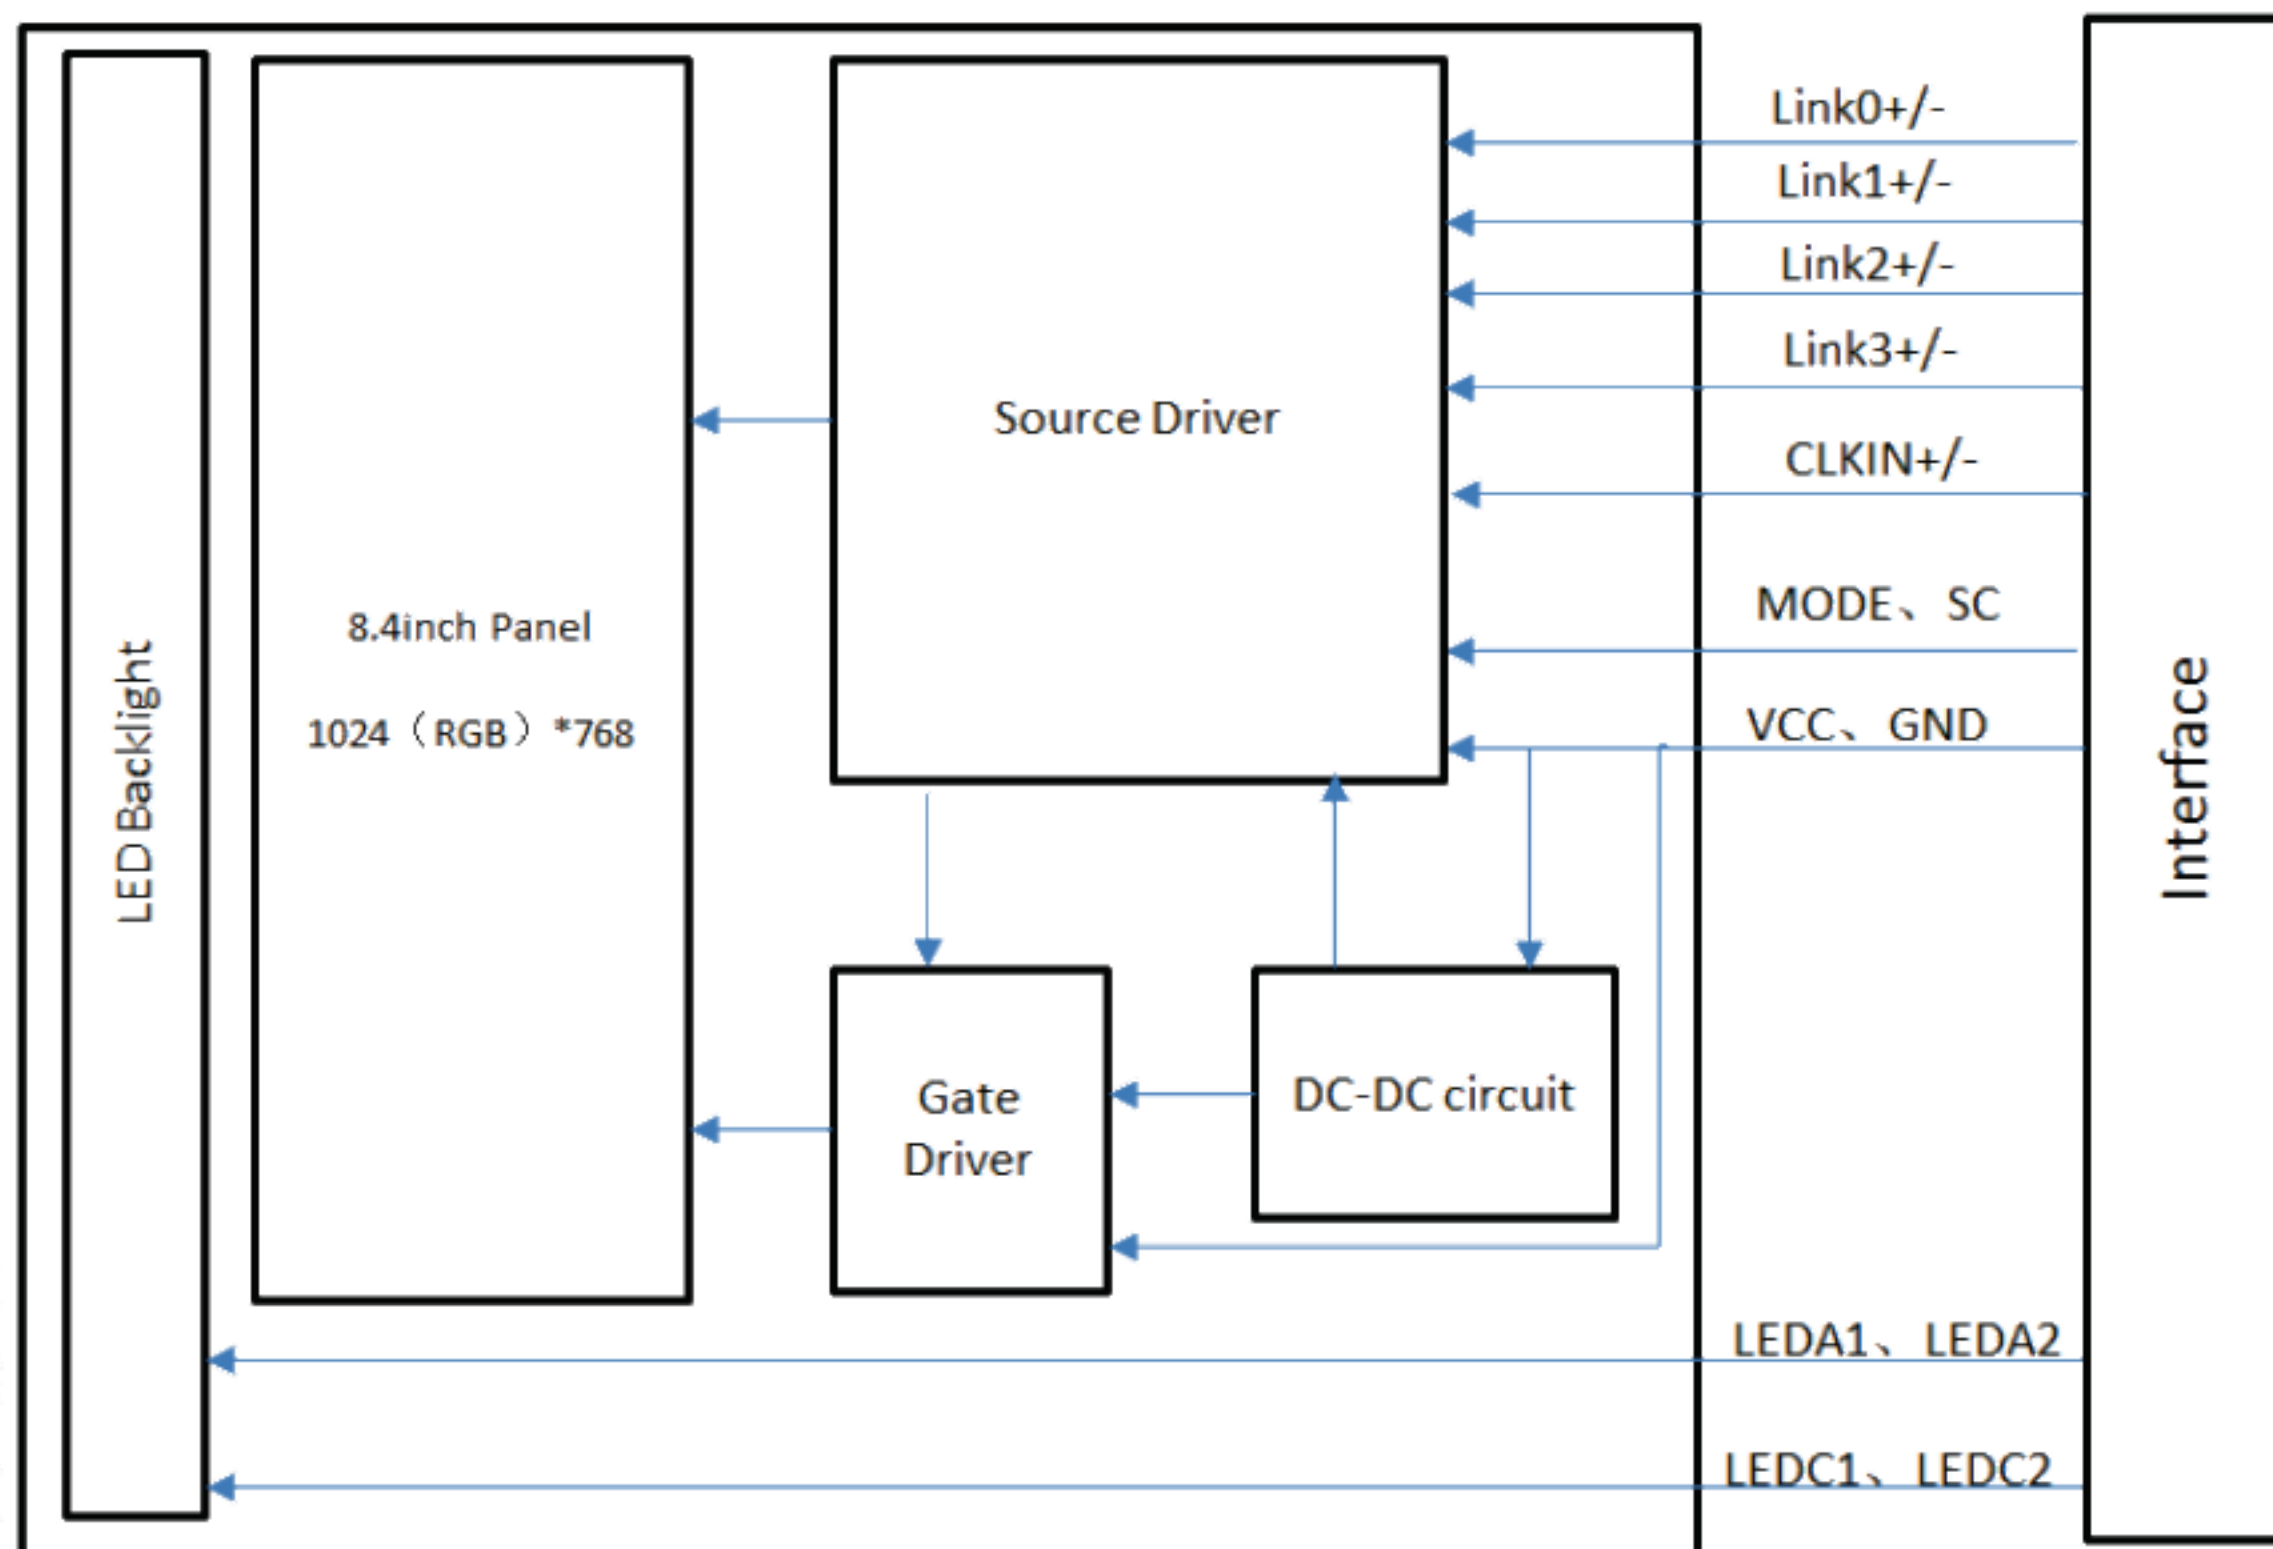 Link0+/-
Link1+/-
Link2+/-
Link3+/-
Source Driver
CLKIN+/-
8.4inch Panel
1024（RGB）*768
MODE、SC
VCC、GND
LED Backlight
Interface
Gate
Driver
DC-DC circuit
LEDA1、LEDA2
LEDC1、LEDC2